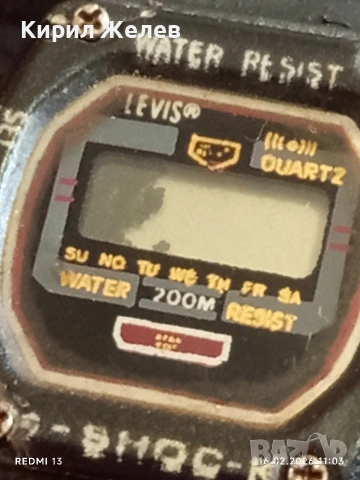 Кирил Желев
WATER RESIST
LEVIS®
QUARTZ
SU MO TU WE TH FR SA
WATER 200M RESIST
-SHOC-
REDMI 13
16.02.2026 11:03